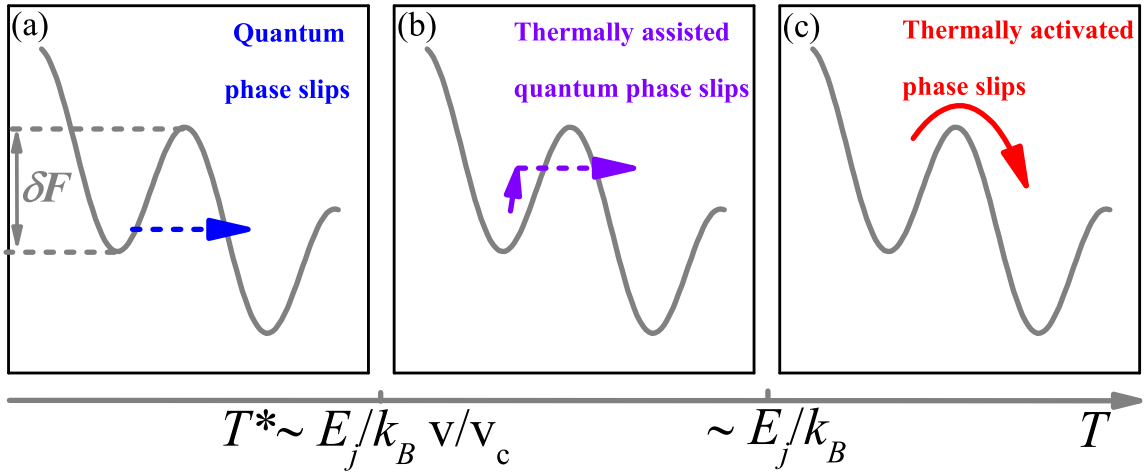 (a)
Quantum
phase slips
δF
(b)
Thermally assisted
quantum phase slips
(c)
Thermally activated
phase slips
T* ~ E_j/k_B v/v_c
~ E_j/k_B
T